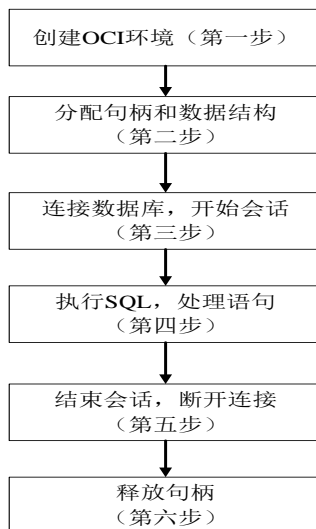 创建OCI环境（第一步）
分配句柄和数据结构
（第二步）
连接数据库，开始会话
（第三步）
执行SQL，处理语句
（第四步）
结束会话，断开连接
（第五步）
释放句柄
（第六步）